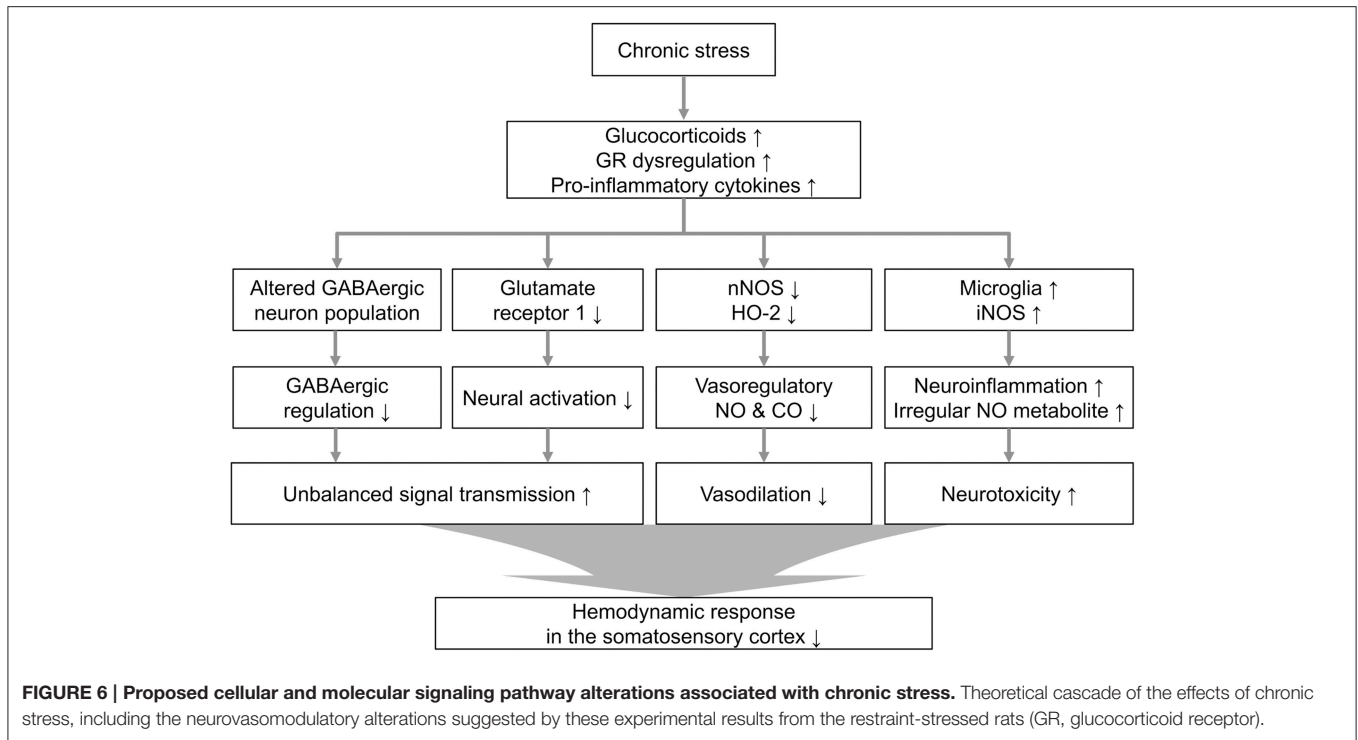 Chronic stress
Glucocorticoids ↑
GR dysregulation ↑
Pro-inflammatory cytokines ↑
Altered GABAergic
neuron population
Glutamate
receptor 1 ↓
nNOS ↓
HO-2 ↓
Microglia ↑
iNOS ↑
GABAergic
regulation ↓
Neural activation ↓
Vasoregulatory
NO & CO ↓
Neuroinflammation ↑
Irregular NO metabolite ↑
Unbalanced signal transmission ↑
Vasodilation ↓
Neurotoxicity ↑
Hemodynamic response
in the somatosensory cortex ↓
FIGURE 6 | Proposed cellular and molecular signaling pathway alterations associated with chronic stress. Theoretical cascade of the effects of chronic
stress, including the neurovasomodulatory alterations suggested by these experimental results from the restraint-stressed rats (GR, glucocorticoid receptor).